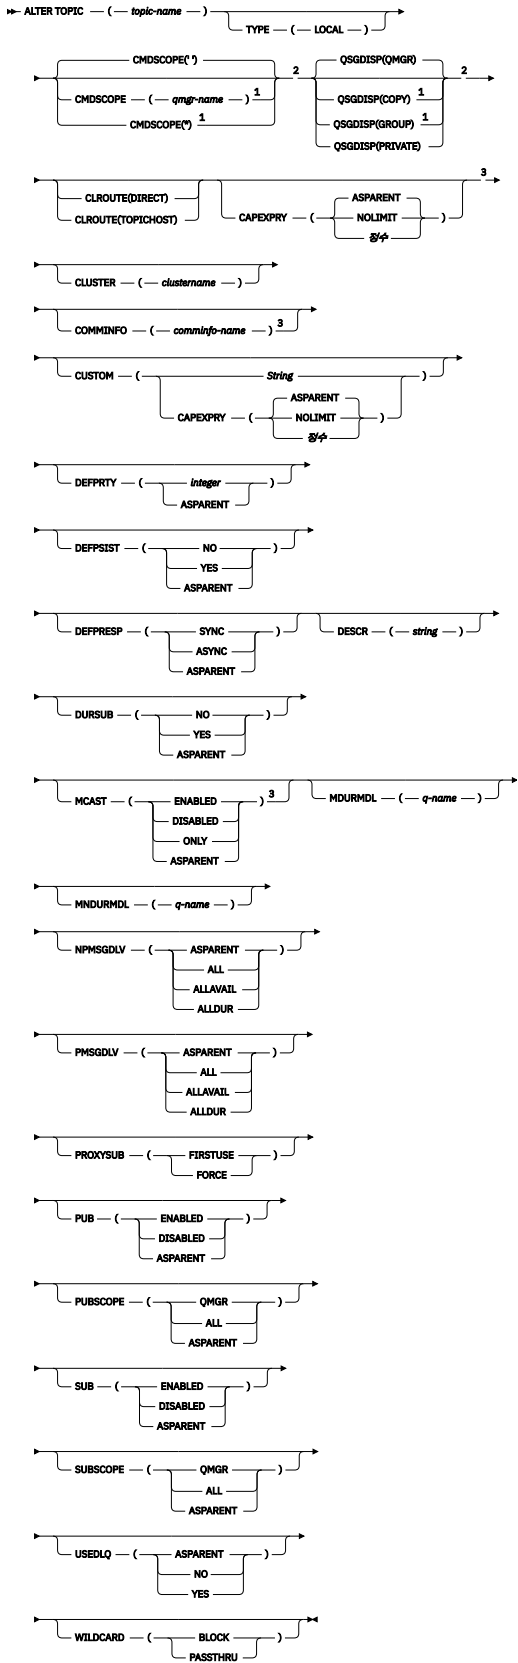 ALTER TOPIC ( topic-name )
TYPE ( LOCAL )
CMDSCOPE(' ')
CMDSCOPE ( qmgr-name ) 1
CMDSCOPE(*) 1
2
QSGDISP(QMGR)
QSGDISP(COPY) 1
QSGDISP(GROUP) 1
QSGDISP(PRIVATE)
2
CLROUTE(DIRECT)
CLROUTE(TOPICHOST)
CAPEXPRY (
ASPARENT
NOLIMIT
정수
)
3
CLUSTER ( clustername )
COMMINFO ( comminfo-name ) 3
CUSTOM (
String
CAPEXPRY (
ASPARENT
NOLIMIT
정수
)
)
DEFPRTY ( integer )
ASPARENT
DEFPSIST ( NO )
YES
ASPARENT
DEFPRESP ( SYNC )
ASYNC
ASPARENT
DESCR ( string )
DURSUB ( NO )
YES
ASPARENT
MCAST ( ENABLED ) 3
DISABLED
ONLY
ASPARENT
MDURMDL ( q-name )
MNDURMDL ( q-name )
NPMSGDLV ( ASPARENT )
ALL
ALLAVAIL
ALLDUR
PMSGDLV ( ASPARENT )
ALL
ALLAVAIL
ALLDUR
PROXYSUB ( FIRSTUSE )
FORCE
PUB ( ENABLED )
DISABLED
ASPARENT
PUBSCOPE ( QMGR )
ALL
ASPARENT
SUB ( ENABLED )
DISABLED
ASPARENT
SUBSCOPE ( QMGR )
ALL
ASPARENT
USEDLQ ( ASPARENT )
NO
YES
WILDCARD ( BLOCK )
PASSTHRU